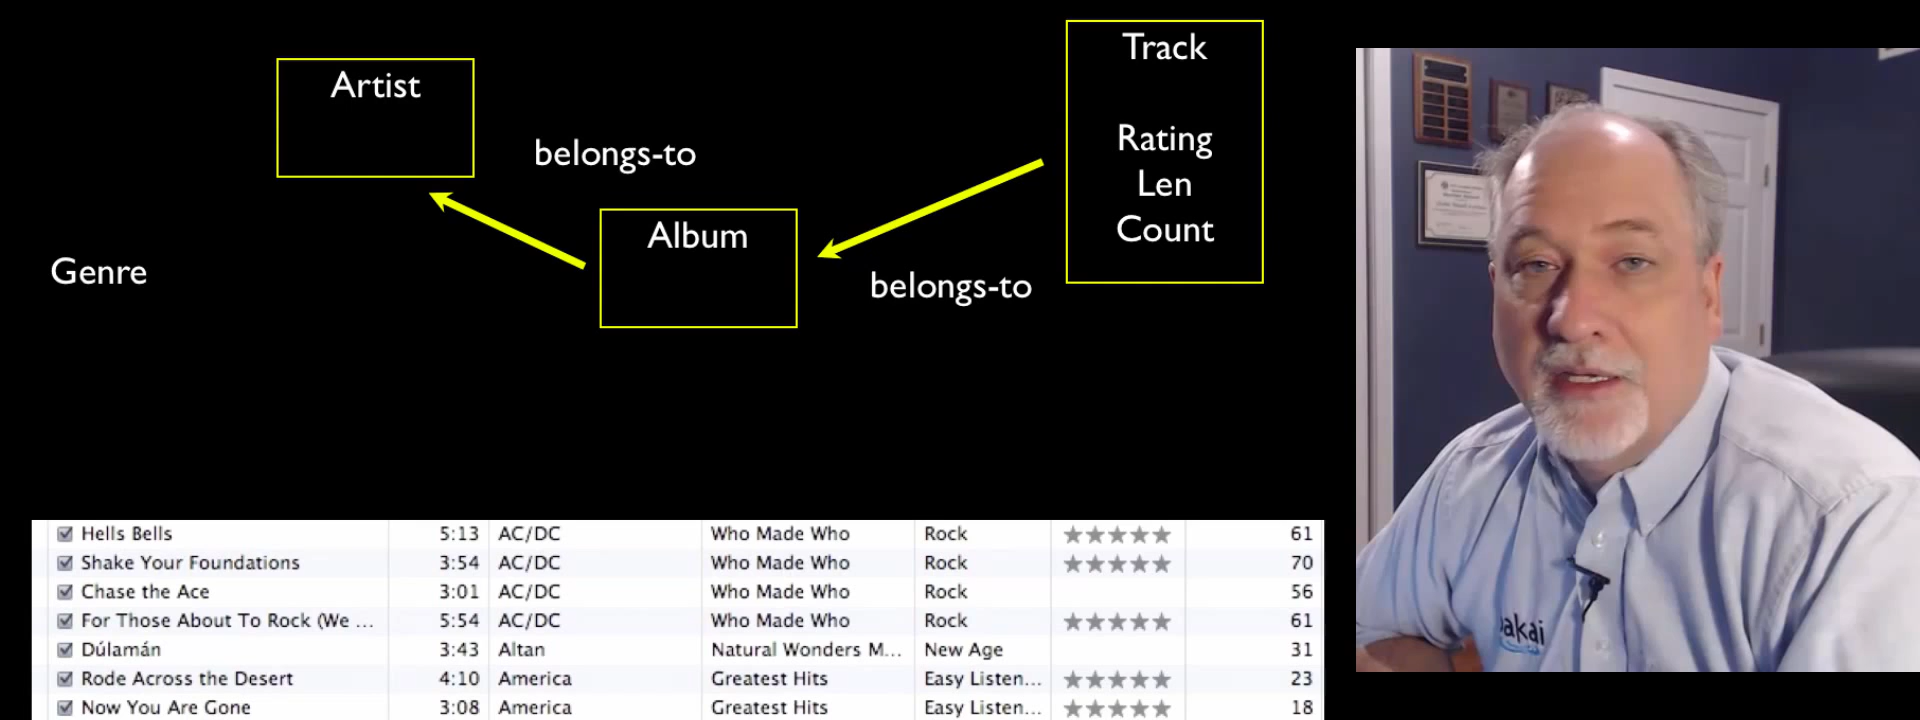 Artist
Track
Rating
Len
Count
belongs-to
Album
belongs-to
Genre
Hells Bells 5:13 AC/DC Who Made Who Rock ★★★★★ 61
Shake Your Foundations 3:54 AC/DC Who Made Who Rock ★★★★★ 70
Chase the Ace 3:01 AC/DC Who Made Who Rock 56
For Those About To Rock (We ... 5:54 AC/DC Who Made Who Rock ★★★★★ 61
Dúlamán 3:43 Altan Natural Wonders M... New Age 31
Rode Across the Desert 4:10 America Greatest Hits Easy Listen... ★★★★★ 23
Now You Are Gone 3:08 America Greatest Hits Easy Listen... ★★★★★ 18